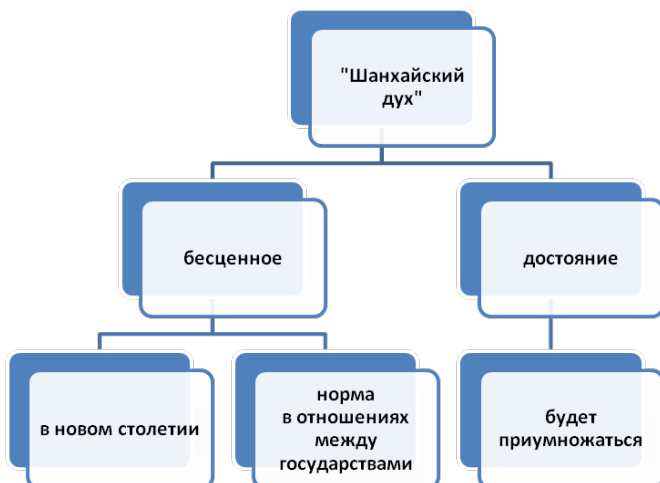 "Шанхайский
дух"
бесценное
достояние
в новом столетии
норма
в отношениях
между
государствами
будет
приумножаться